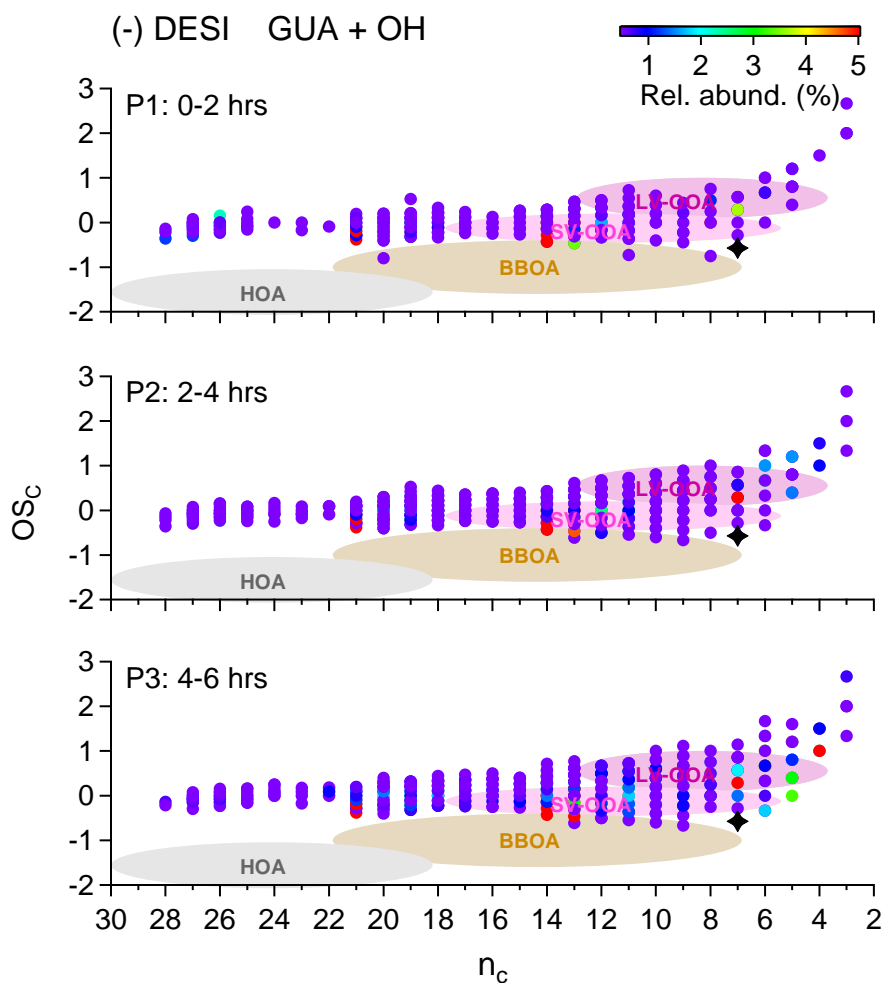 (-) DESI GUA + OH
1 2 3 4 5
Rel. abund. (%)
P1: 0-2 hrs
3
2
1
0
-1
-2
LV-OOA
SV-OOA
BBOA
HOA
P2: 2-4 hrs
3
2
1
0
-1
-2
LV-OOA
SV-OOA
BBOA
HOA
OSC
P3: 4-6 hrs
3
2
1
0
-1
-2
LV-OOA
SV-OOA
BBOA
HOA
30 28 26 24 22 20 18 16 14 12 10 8 6 4 2
nc